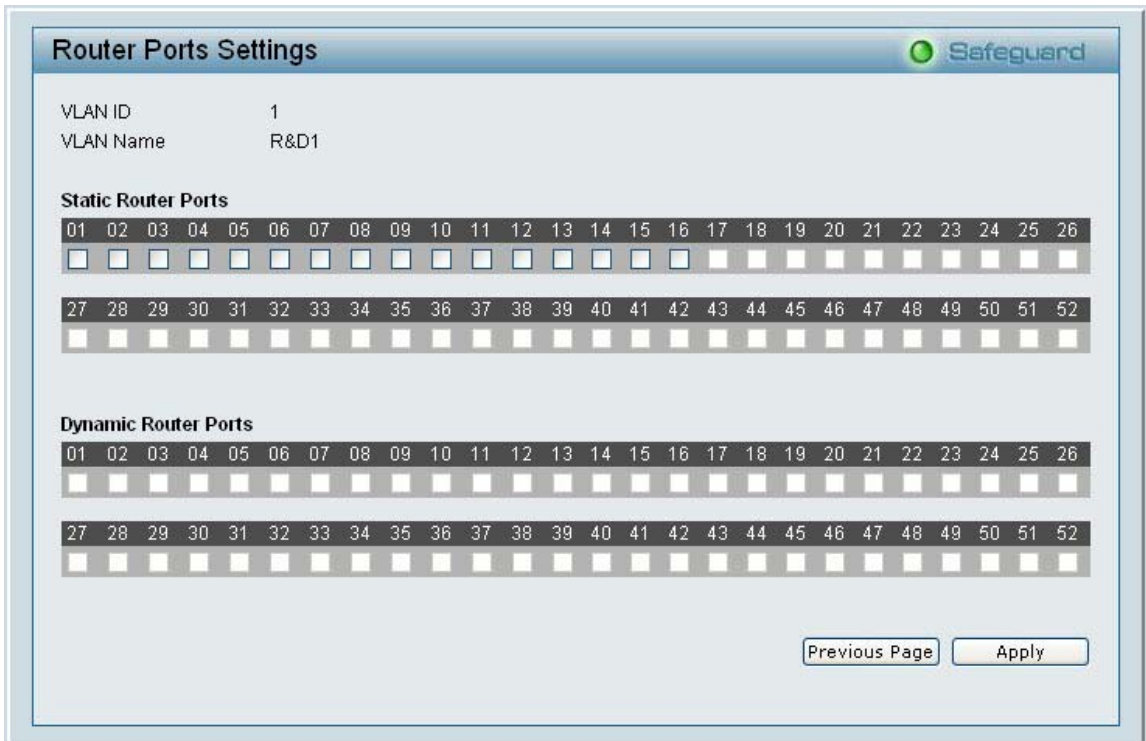 Router Ports Settings Safeguard
VLAN ID 1
VLAN Name R&D1
Static Router Ports
01 02 03 04 05 06 07 08 09 10 11 12 13 14 15 16 17 18 19 20 21 22 23 24 25 26
27 28 29 30 31 32 33 34 35 36 37 38 39 40 41 42 43 44 45 46 47 48 49 50 51 52
Dynamic Router Ports
01 02 03 04 05 06 07 08 09 10 11 12 13 14 15 16 17 18 19 20 21 22 23 24 25 26
27 28 29 30 31 32 33 34 35 36 37 38 39 40 41 42 43 44 45 46 47 48 49 50 51 52
Previous Page Apply